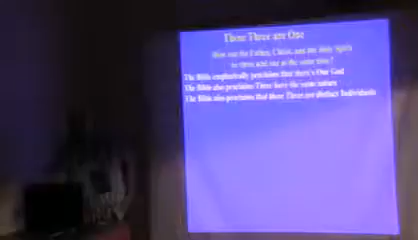 These Three are One
How can the Father, Christ, and the Holy Spirit
be three and one at the same time?
The Bible emphatically proclaims that there's One God
The Bible also proclaims Three have the same nature
The Bible also proclaims that these Three are distinct Individuals